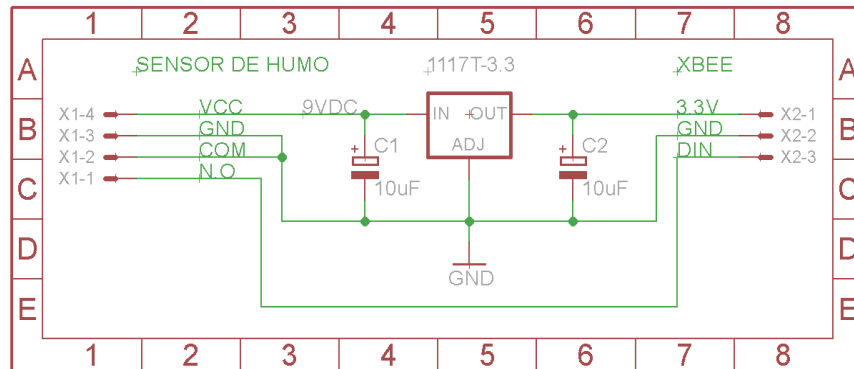 1 2 3 4 5 6 7 8
A SENSOR DE HUMO 1117T-3.3 XBEE A
X1-4 VCC 9VDC IN OUT 3.3V X2-1
B X1-3 GND C1 ADJ C2 GND X2-2 B
X1-2 COM + + DIN X2-3
C X1-1 N.O 10uF 10uF C
D GND D
E E
1 2 3 4 5 6 7 8